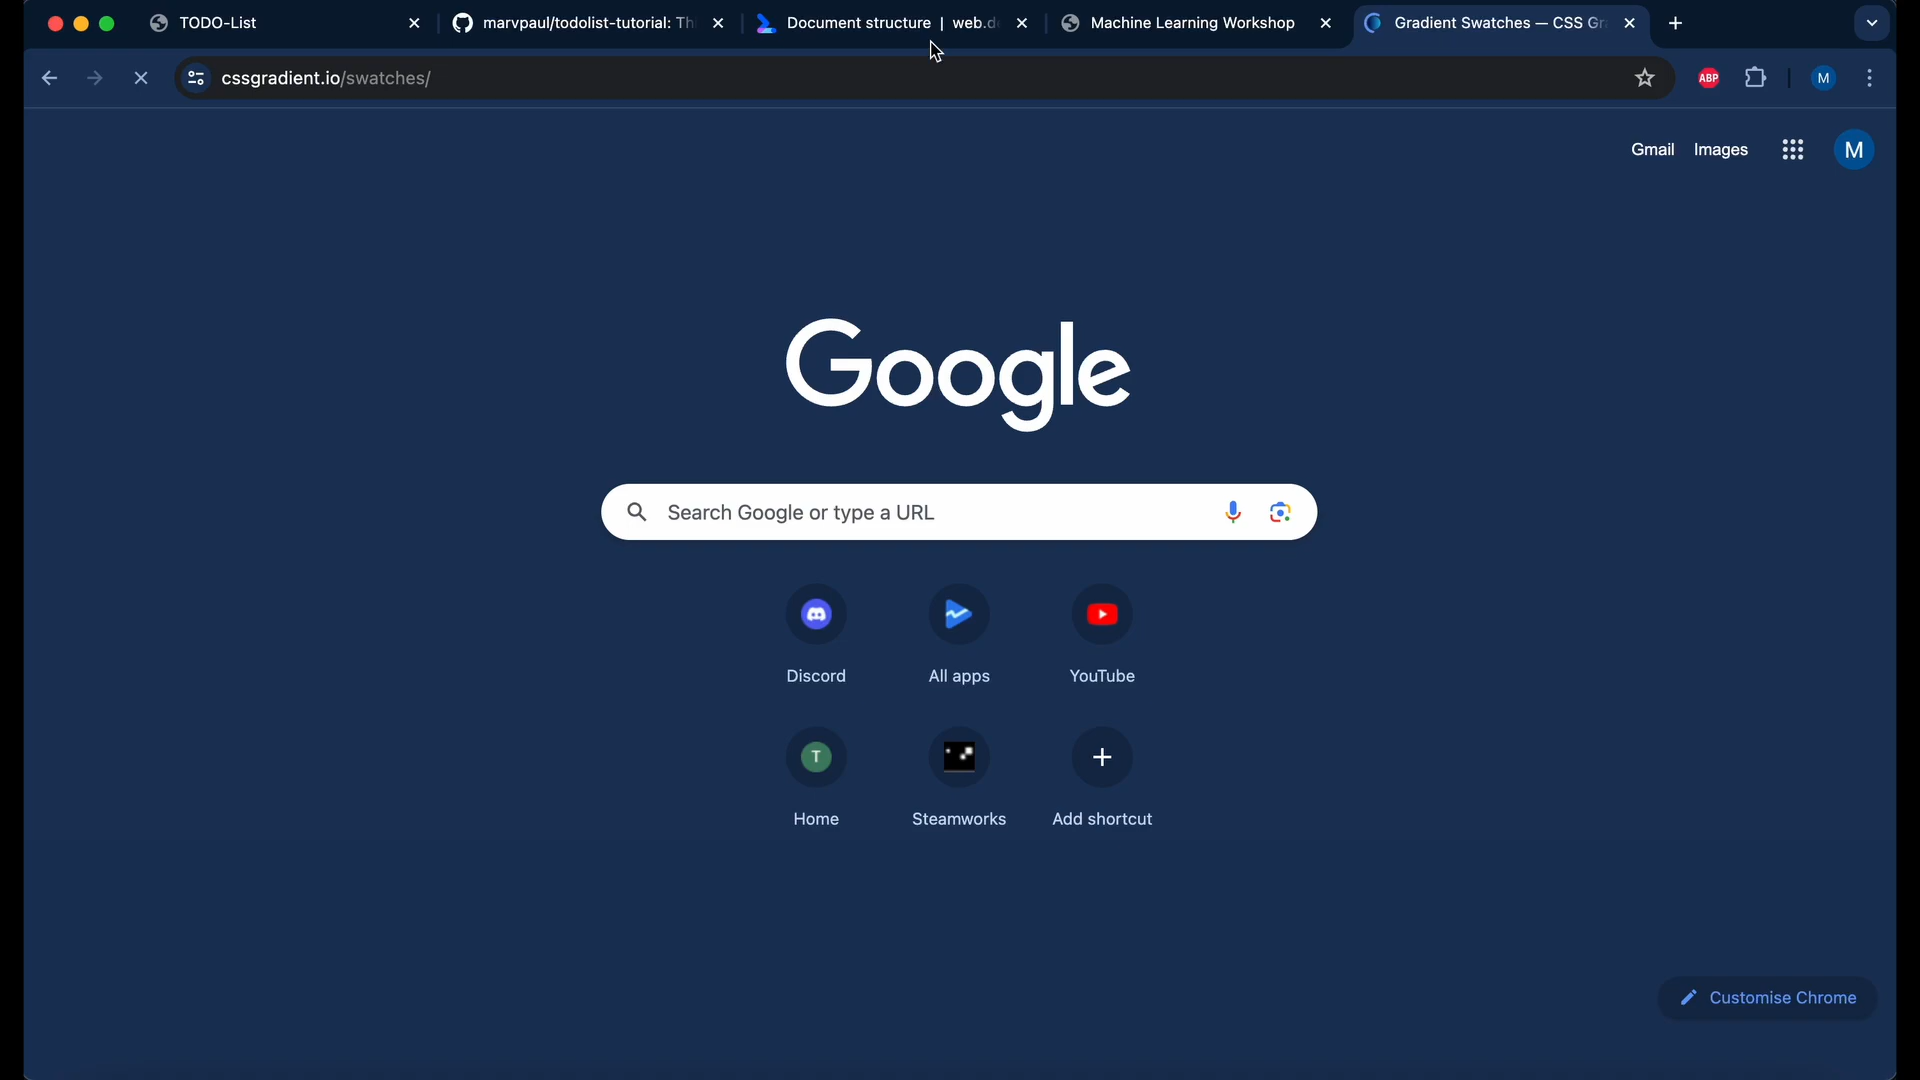 TODO-List
marvpaul/todolist-tutorial: Th
Document structure | web.de
Machine Learning Workshop
Gradient Swatches — CSS Gr
cssgradient.io/swatches/
ABP
M
Gmail
Images
M
Google
Search Google or type a URL
Discord
All apps
YouTube
T
Home
Steamworks
Add shortcut
Customise Chrome